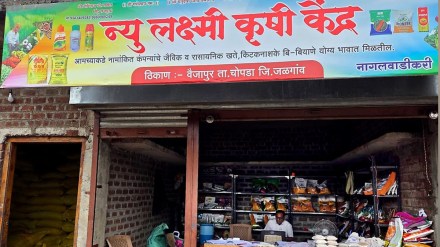 न्यु लक्ष्मी कृषी केंद्र
आमच्याकडे नामांकित कंपन्यांचे जैविक व रासायनिक खते,किटकनाशके बि-बियाणे योग्य भावात मिळतील.
ठिकाण :– वैजापुर ता.चोपडा जि.जळगांव
नागलवाडीकरी